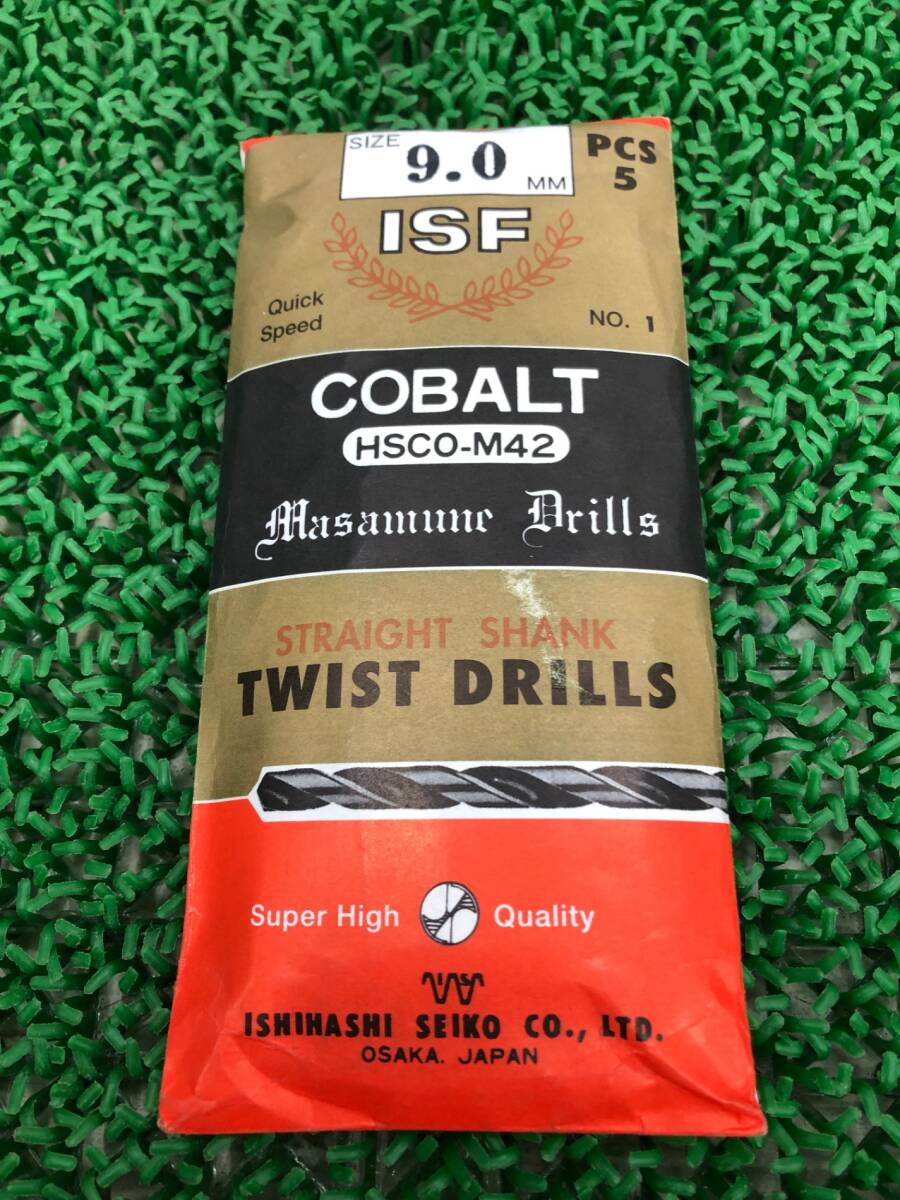 SIZE 9.0 MM
PCS
5
ISF
Quick
Speed
NO. 1
COBALT
HSCO-M42
Masamune Drills
STRAIGHT SHANK
TWIST DRILLS
Super High Quality
ISHIHASHI SEIKO CO., LTD.
OSAKA. JAPAN